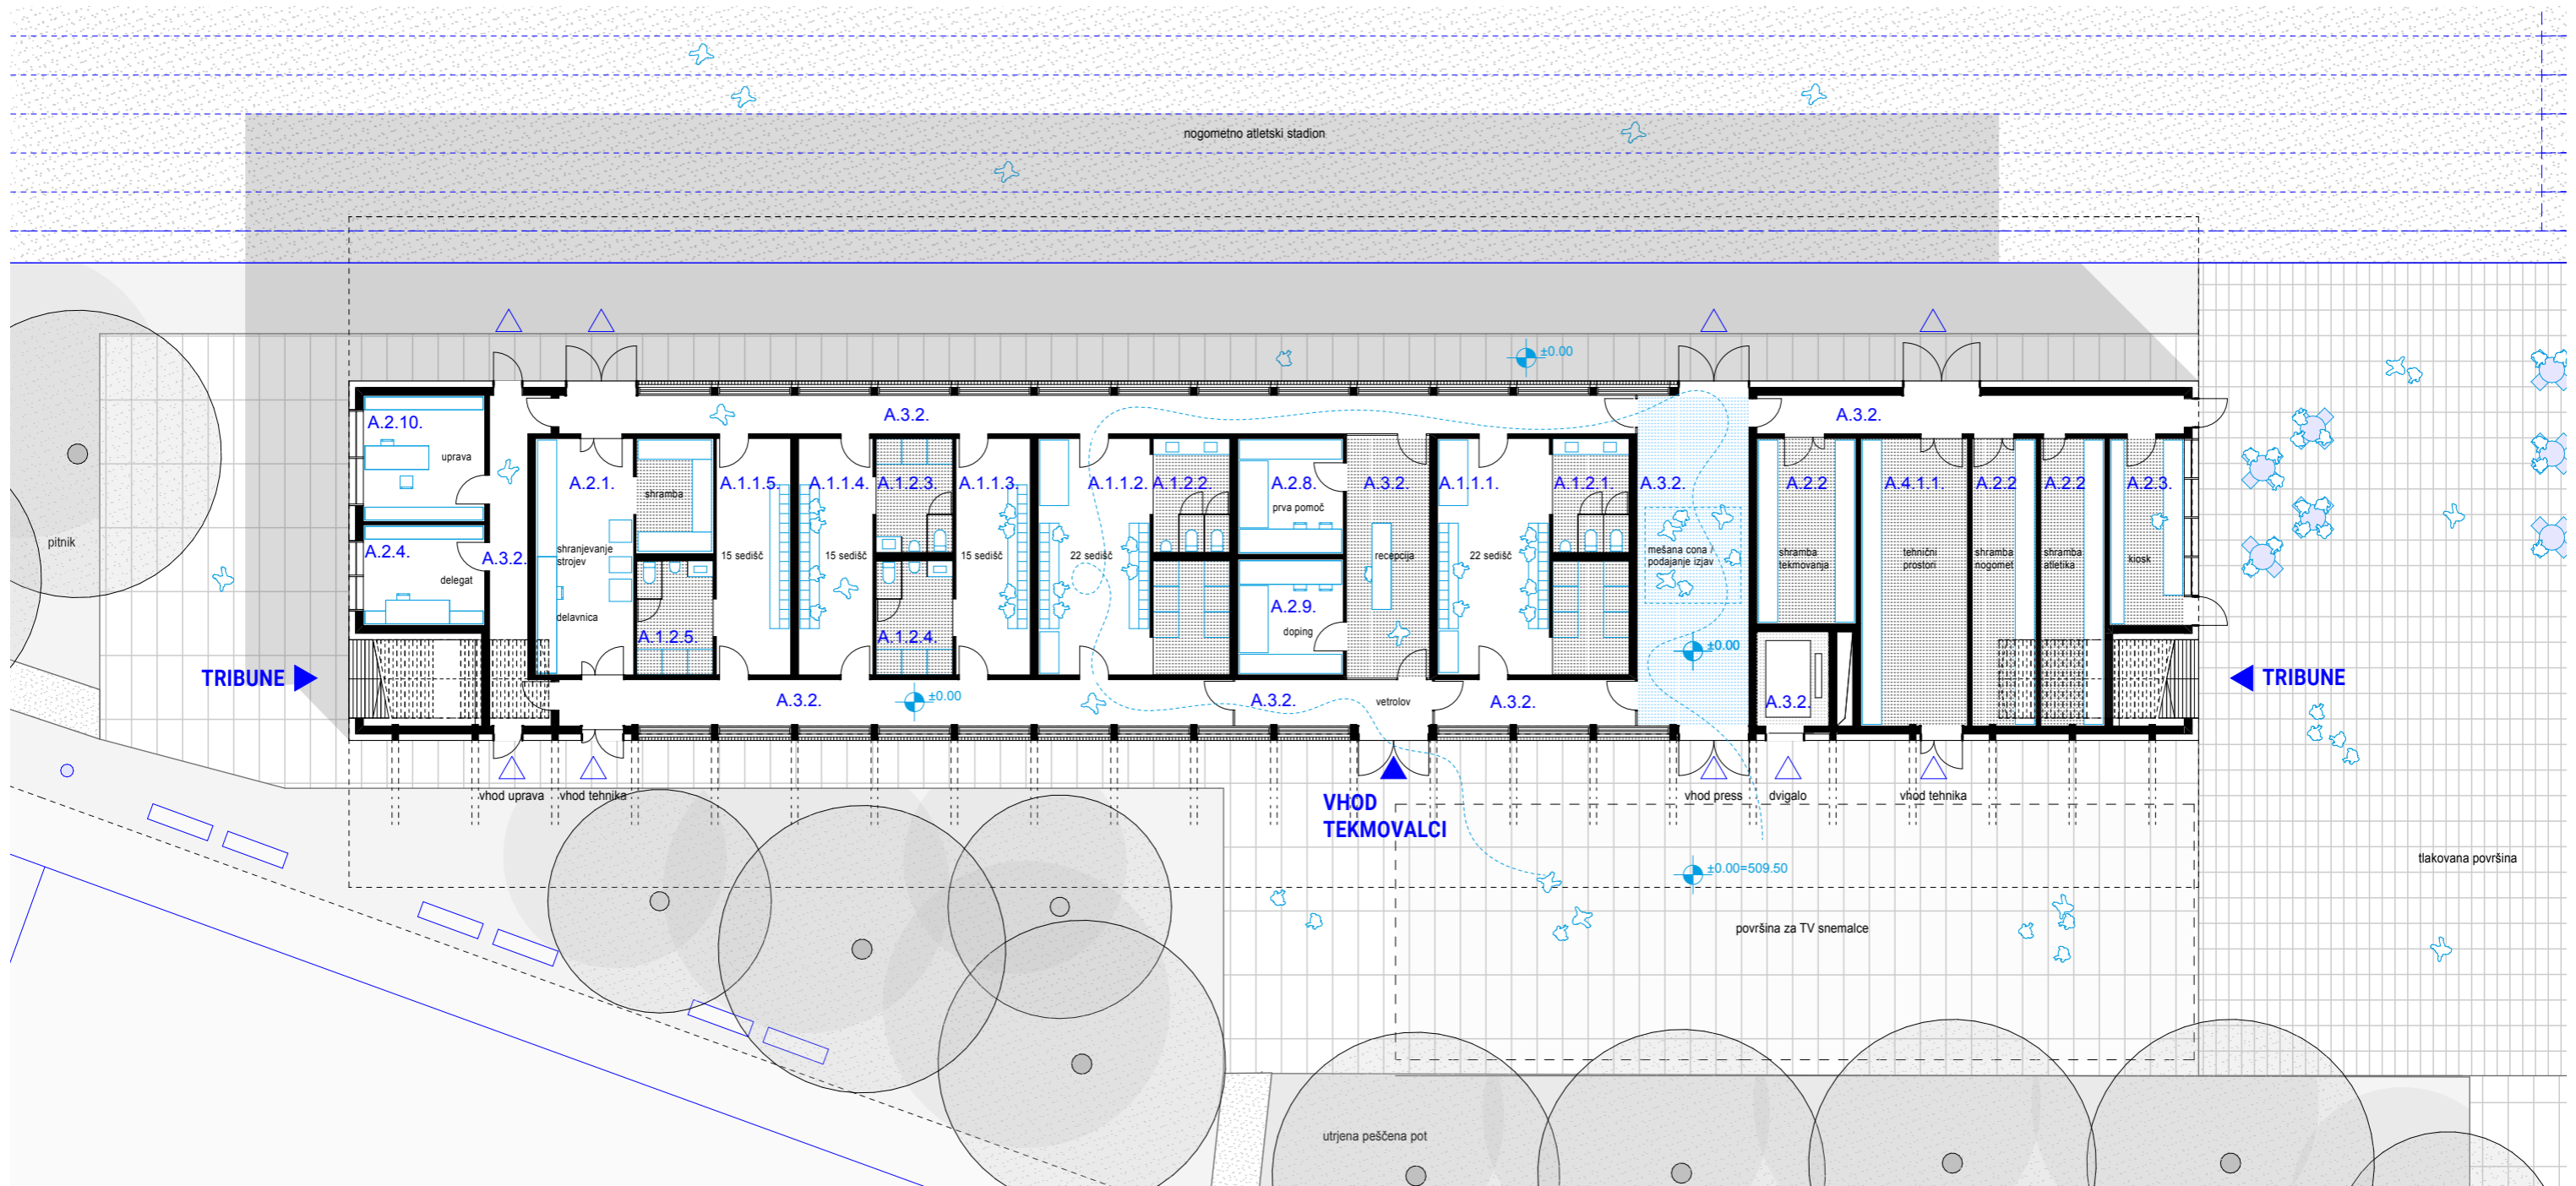 nogometno atletski stadion
±0.00
A.2.10.
uprava
A.3.2.
A.3.2.
A.2.1.
shramba
A.1.1.5.
A.1.1.4.
A.1.2.3.
A.1.1.3.
A.1.1.2.
A.1.2.2.
A.2.8.
prva pomoč
A.3.2.
A.1.1.1.
A.1.2.1.
A.3.2.
A.2.2
A.4.1.1.
A.2.2
A.2.2
A.2.3.
pitnik
A.2.4.
delegat
A.3.2.
shranjevanje
strojev
15 sedišč
15 sedišč
15 sedišč
22 sedišč
recepcija
22 sedišč
mešana cona /
podajanje izjav
shramba
tekmovanja
tehnični
prostori
shramba
nogomet
shramba
atletika
kiosk
delavnica
A.1.2.5.
A.1.2.4.
A.2.9.
doping
±0.00
TRIBUNE
TRIBUNE
A.3.2.
±0.00
A.3.2.
vetrolov
A.3.2.
A.3.2.
vhod uprava
vhod tehnika
VHOD
TEKMOVALCI
vhod press
dvigalo
vhod tehnika
±0.00=509.50
tlakovana površina
površina za TV snemalce
utrjena peščena pot